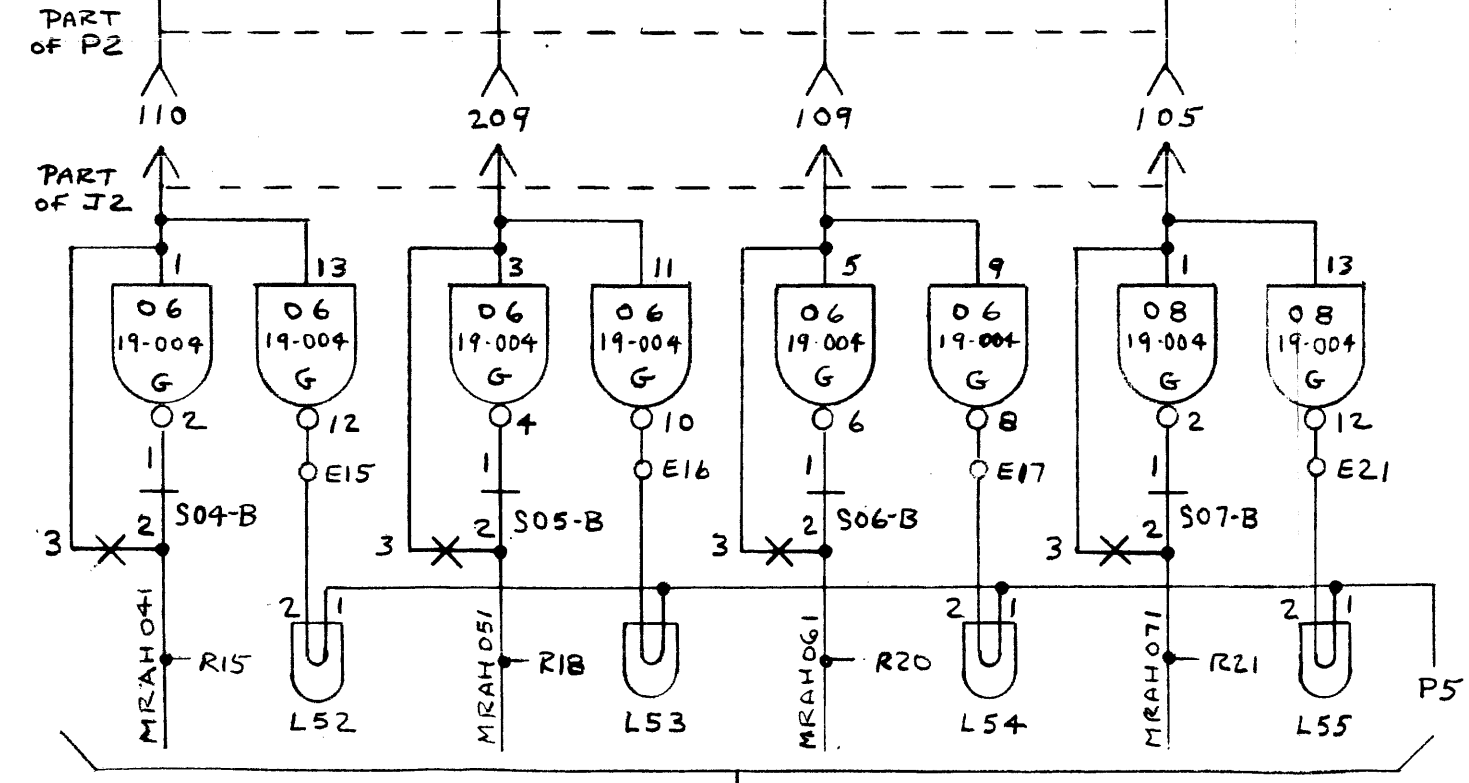 PART
OF P2
110 209 109 105
PART
OF J2
1 13 3 11 5 9 1 13
06 06 06 06 06 06 08 08
19-004 19-004 19-004 19-004 19-004 19-004 19-004 19-004
G G G G G G G G
2 12 4 10 6 8 2 12
1 E15 1 E16 1 E17 1 E21
2 S04-B 2 S05-B 2 S06-B 2 S07-B
3 3 3 3
2 1 2 1 2 1
MRAH041 R15 MRAH051 R18 MRAH061 R20 MRAH071 R21 P5
L52 L53 L54 L55